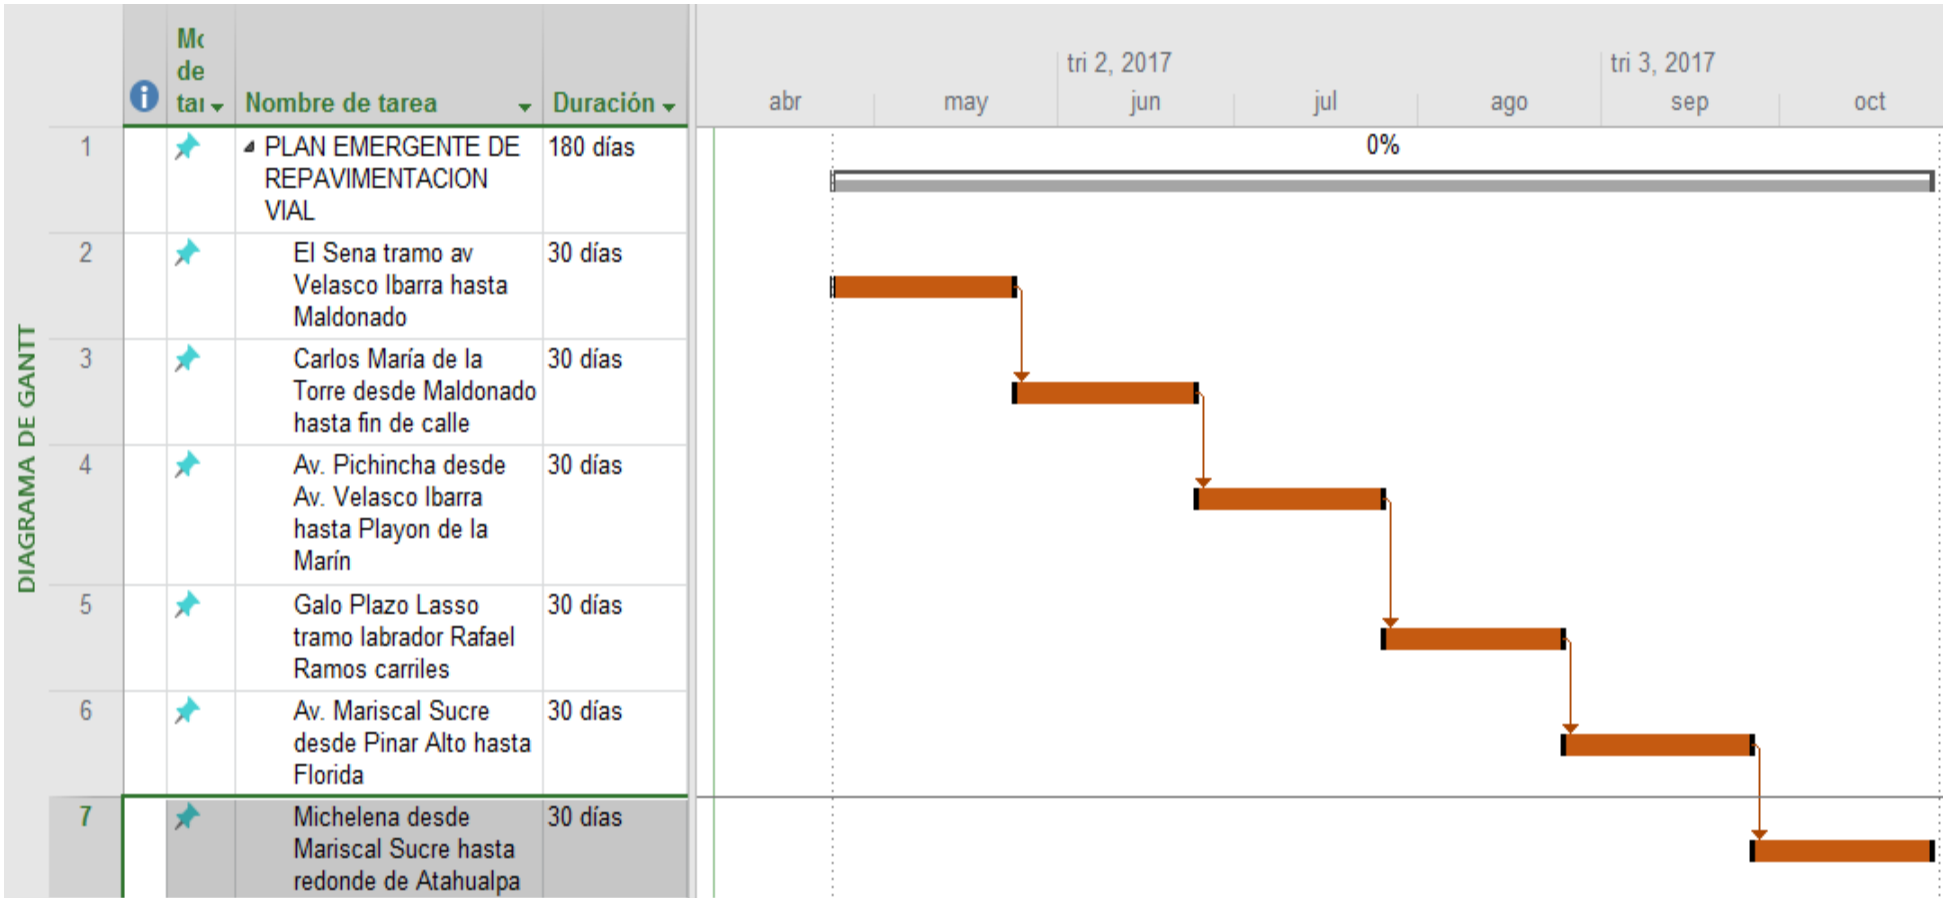 DIAGRAMA DE GANTT
Mo
de
tar
Nombre de tarea
Duración
tri 2, 2017
tri 3, 2017
abr
may
jun
jul
ago
sep
oct
1
PLAN EMERGENTE DE
REPAVIMENTACION
VIAL
180 días
0%
2
El Sena tramo av
Velasco Ibarra hasta
Maldonado
30 días
3
Carlos María de la
Torre desde Maldonado
hasta fin de calle
30 días
4
Av. Pichincha desde
Av. Velasco Ibarra
hasta Playon de la
Marín
30 días
5
Galo Plazo Lasso
tramo labrador Rafael
Ramos carriles
30 días
6
Av. Mariscal Sucre
desde Pinar Alto hasta
Florida
30 días
7
Michelena desde
Mariscal Sucre hasta
redonde de Atahualpa
30 días